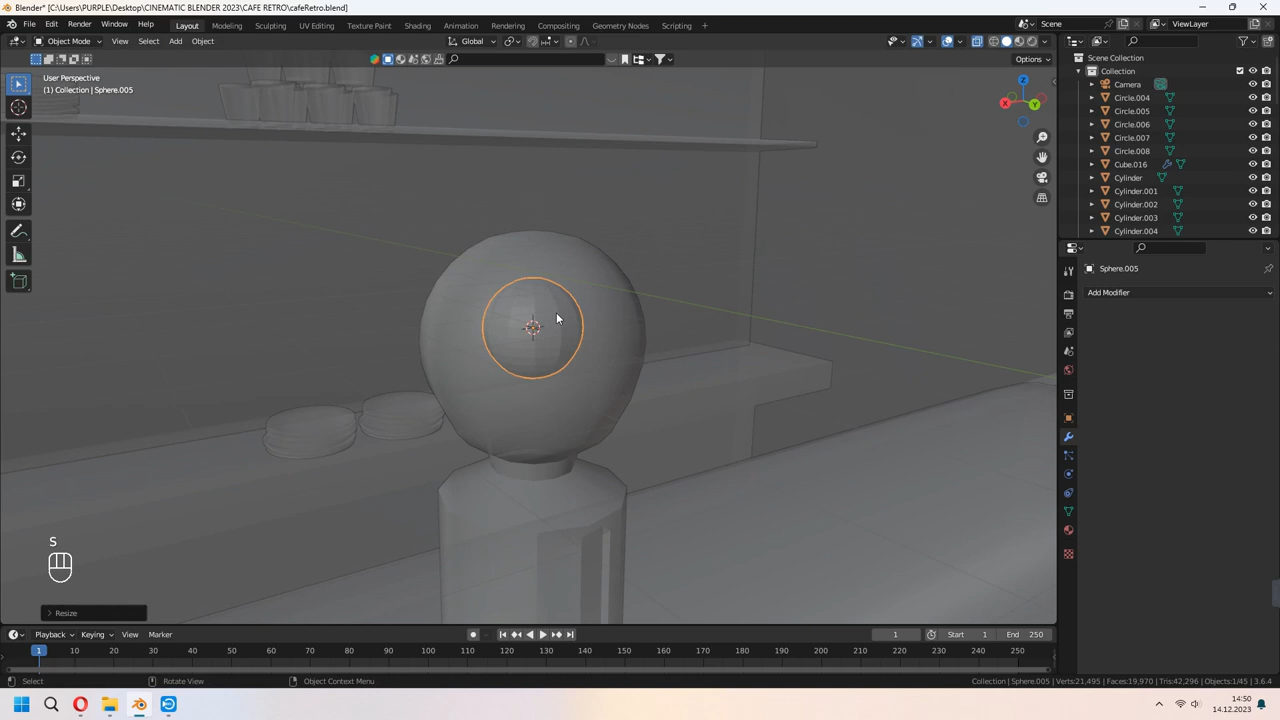 Blender* [C:\Users\PURPLE\Desktop\CINEMATIC BLENDER 2023\CAFE RETRO\cafeRetro.blend]
File Edit Render Window Help Layout Modeling Sculpting UV Editing Texture Paint Shading Animation Rendering Compositing Geometry Nodes Scripting + Scene ViewLayer
Object Mode View Select Add Object Global
Options
User Perspective
(1) Collection | Sphere.005
Z
X
Y
Scene Collection
Collection
Camera
Circle.004
Circle.005
Circle.006
Circle.007
Circle.008
Cube.016
Cylinder
Cylinder.001
Cylinder.002
Cylinder.003
Cylinder.004
Sphere.005
Add Modifier
S
Resize
Playback Keying View Marker 1 Start 1 End 250
1 10 20 30 40 50 60 70 80 90 100 110 120 130 140 150 160 170 180 190 200 210 220 230 240 250
Select Rotate View Object Context Menu Collection | Sphere.005 | Verts:21,495 | Faces:19,970 | Tris:42,296 | Objects:1/45 | 3.6.4
14:50
14.12.2023